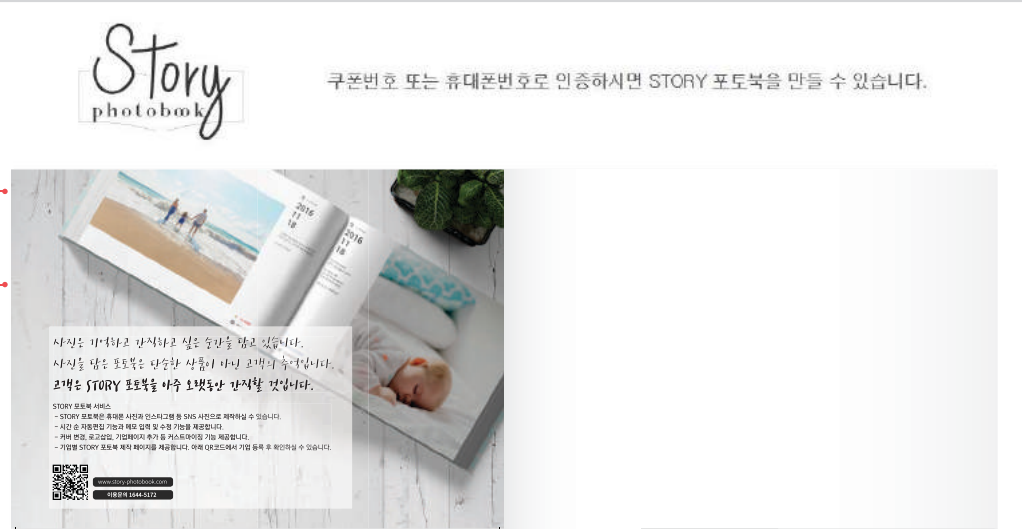 Story
photobook
쿠폰번호 또는 휴대폰번호로 인증하시면 STORY 포토북을 만들 수 있습니다.
2016
11
18
2016
11
18
사진은 기억하고 간직하고 싶은 순간을 담고 있습니다.
사진을 담은 포토북은 단순한 상품이 아닌 고객의 추억입니다.
고객은 STORY 포토북을 아주 오랫동안 간직할 것입니다.
STORY 포토북 서비스
- STORY 포토북은 휴대폰 사진과 인스타그램 등 SNS 사진으로 제작하실 수 있습니다.
- 시간 순 자동편집 기능과 메모 입력 및 수정 기능을 제공합니다.
- 커버 변경, 로고삽입, 기업페이지 추가 등 커스트마이징 기능 제공합니다.
- 기업별 STORY 포토북 제작 페이지를 제공합니다. 아래 QR코드에서 기업 등록 후 확인하실 수 있습니다.
www.story-photobook.com
이용문의 1644-5172